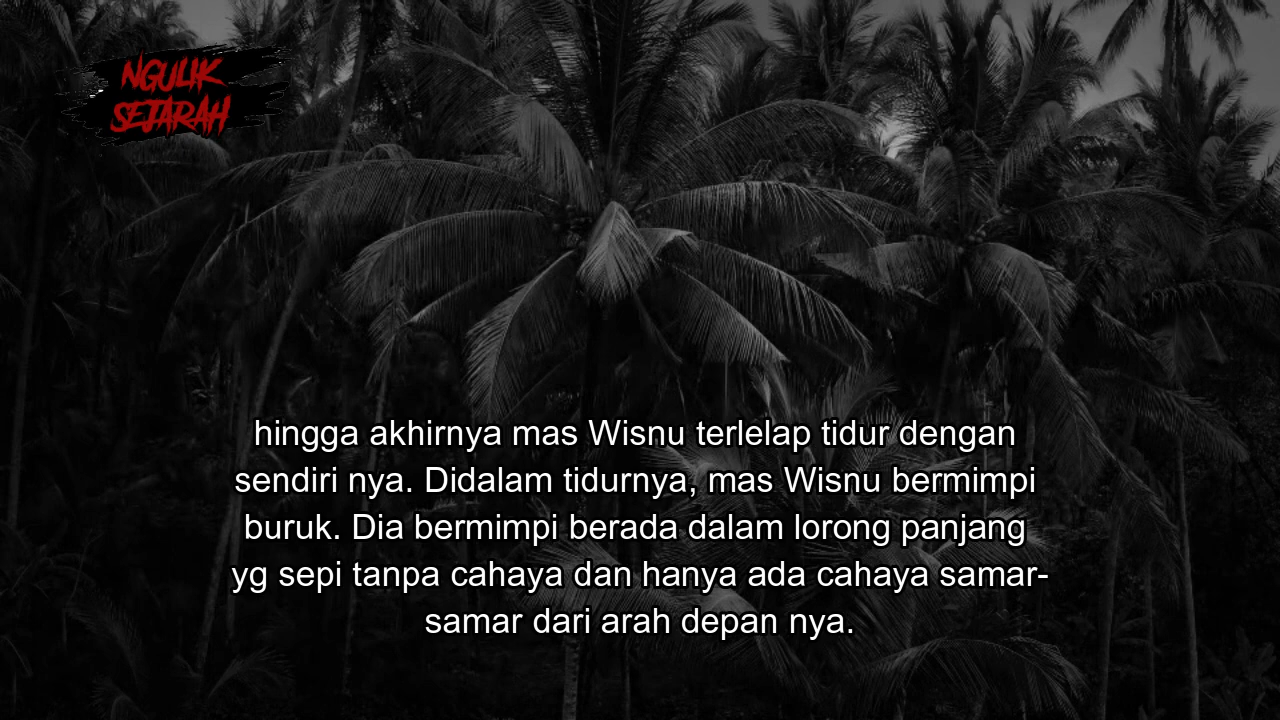 NGULIK
SEJARAH
hingga akhirnya mas Wisnu terlelap tidur dengan
sendiri nya. Didalam tidurnya, mas Wisnu bermimpi
buruk. Dia bermimpi berada dalam lorong panjang
yg sepi tanpa cahaya dan hanya ada cahaya samar-
samar dari arah depan nya.